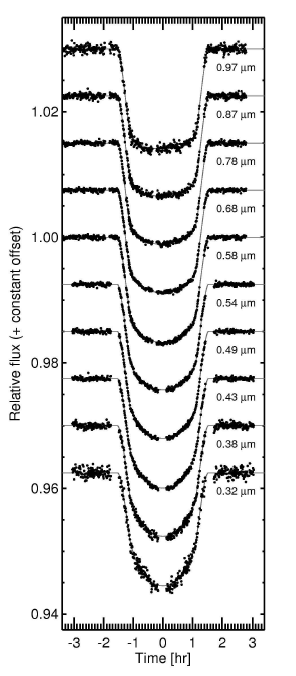 Relative flux (+ constant offset)
1.02
1.00
0.98
0.96
0.94
0.97 µm
0.87 µm
0.78 µm
0.68 µm
0.58 µm
0.54 µm
0.49 µm
0.43 µm
0.38 µm
0.32 µm
-3 -2 -1 0 1 2 3
Time [hr]